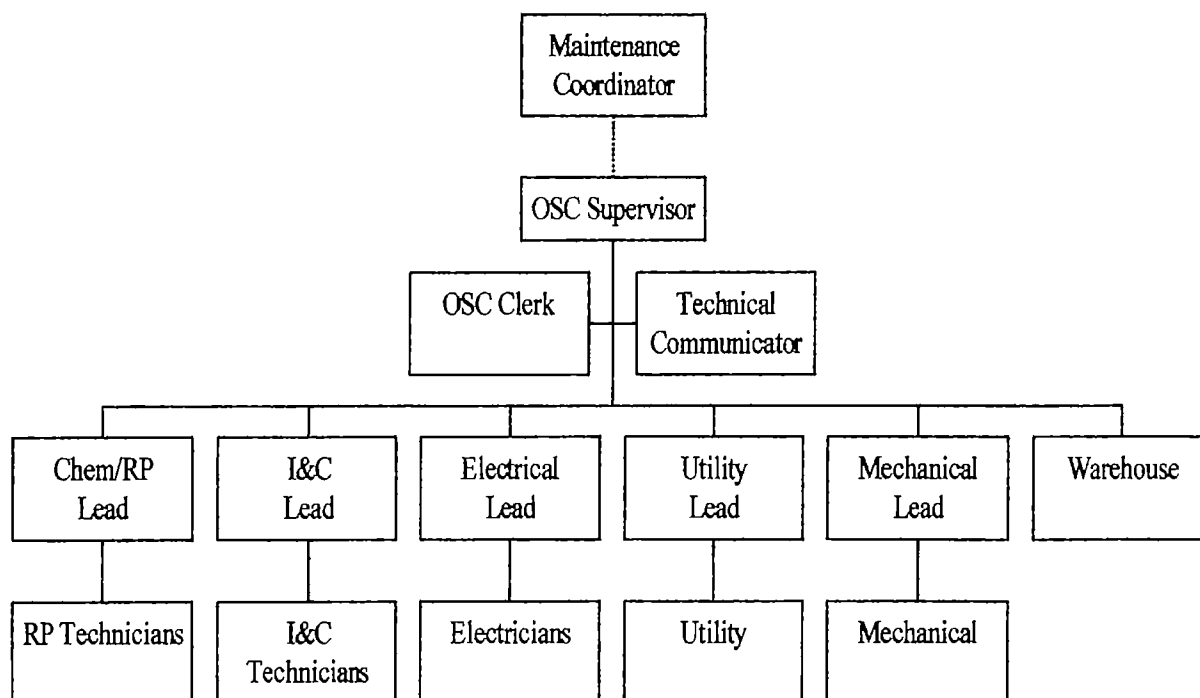 Maintenance
Coordinator
OSC Supervisor
OSC Clerk
Technical
Communicator
Chem/RP
Lead
I&C
Lead
Electrical
Lead
Utility
Lead
Mechanical
Lead
Warehouse
RP Technicians
I&C
Technicians
Electricians
Utility
Mechanical